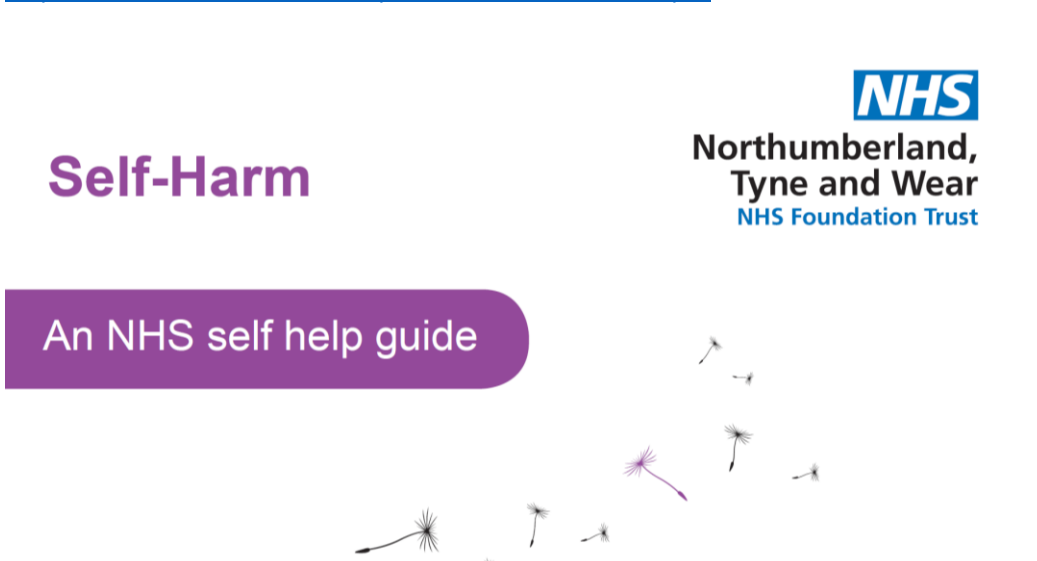 NHS
Northumberland,
Tyne and Wear
NHS Foundation Trust
Self-Harm
An NHS self help guide